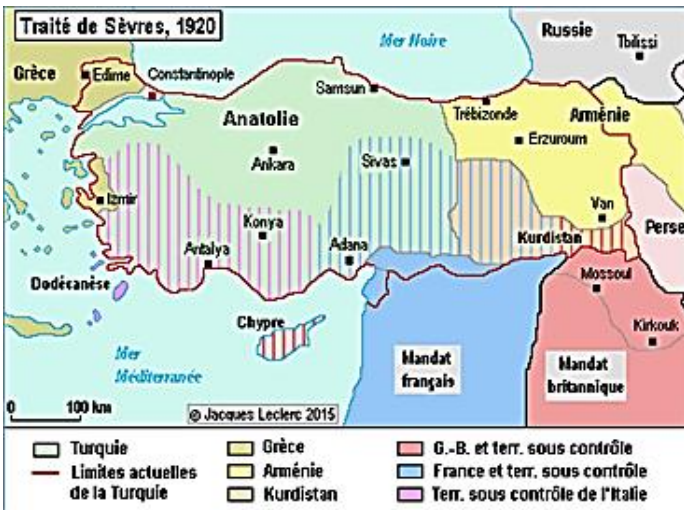 Traité de Sèvres, 1920
Mer Noire
Russie
Tbilissi
Grèce
Edirne
Constantinople
Samsun
Trébizonde
Arménie
Anatolie
Erzuroum
Ankara
Sivas
Izmir
Van
Konya
Kurdistan
Perse
Antalya
Adana
Dodécanèse
Mossoul
Chypre
Kirkouk
Mer
Méditerranée
Mandat
français
Mandat
britannique
0 100 km
© Jacques Leclerc 2015
Turquie
Limites actuelles
de la Turquie
Grèce
Arménie
Kurdistan
G.-B. et terr. sous contrôle
France et terr. sous contrôle
Terr. sous contrôle de l'Italie